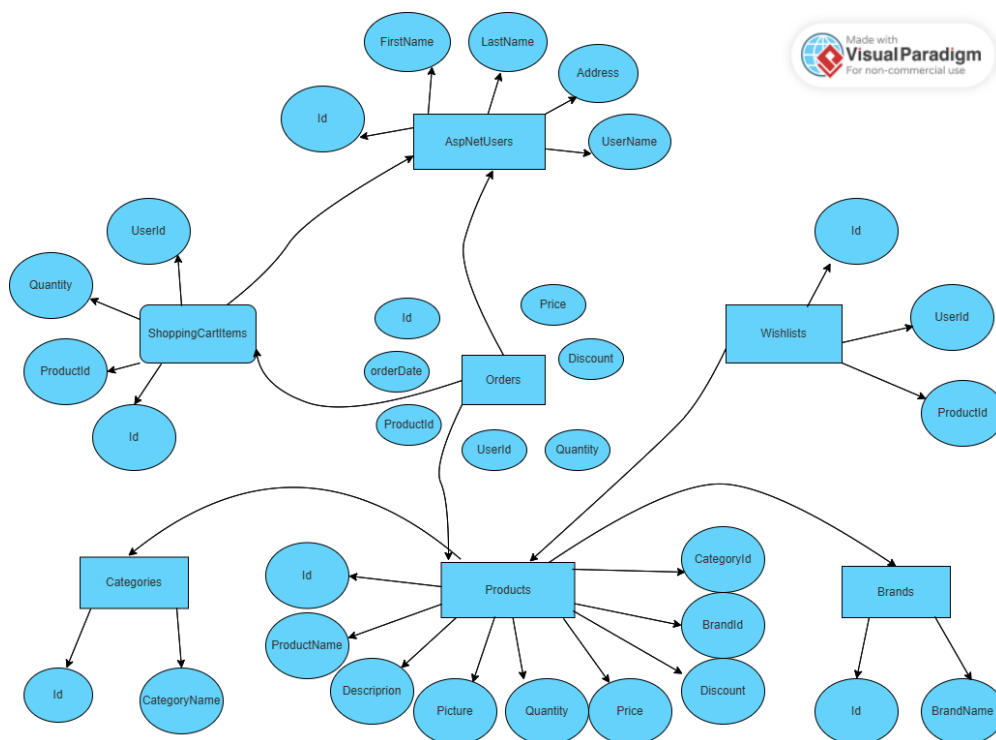 Made with
VisualParadigm
For non-commercial use
FirstName
LastName
Address
Id
AspNetUsers
UserName
UserId
Id
Quantity
ShoppingCartItems
Id
Price
Wishlists
UserId
ProductId
orderDate
Orders
Discount
ProductId
Id
ProductId
UserId
Quantity
Categories
Id
Products
CategoryId
Brands
ProductName
BrandId
Id
CategoryName
Descriprion
Picture
Quantity
Price
Discount
Id
BrandName